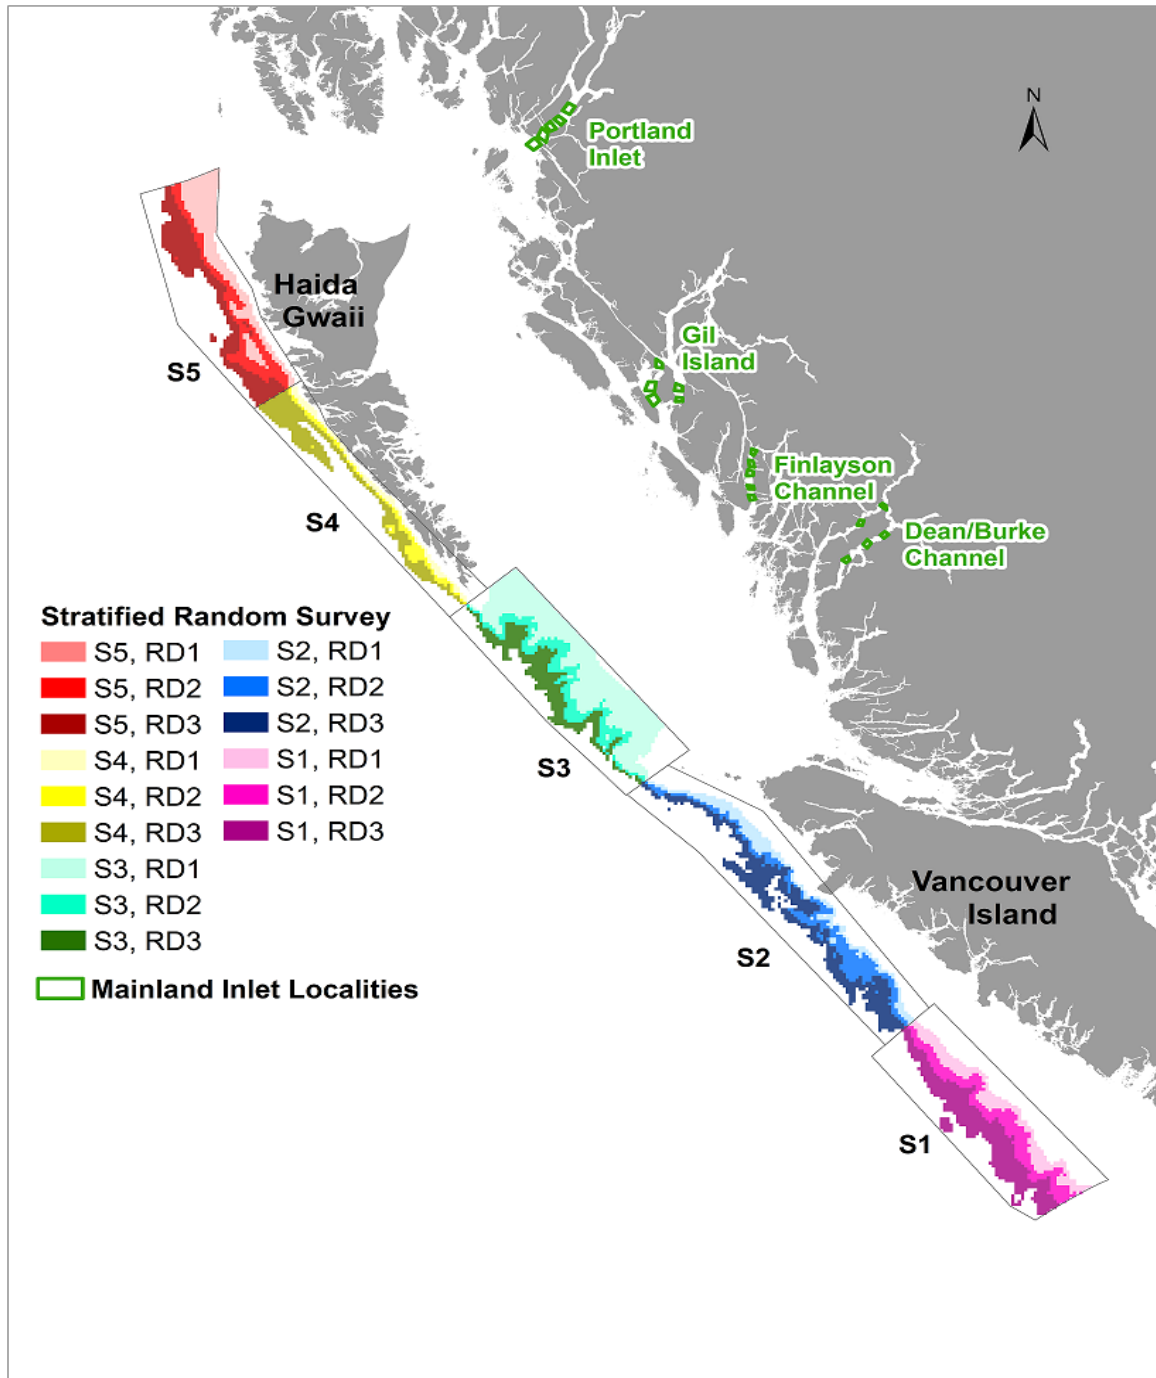 N
Portland
Inlet
Haida
Gwaii
Gil
Island
S5
Finlayson
Channel
S4
Dean/Burke
Channel
Stratified Random Survey
S5, RD1
S5, RD2
S5, RD3
S4, RD1
S4, RD2
S4, RD3
S3, RD1
S3, RD2
S3, RD3
S2, RD1
S2, RD2
S2, RD3
S1, RD1
S1, RD2
S1, RD3
Mainland Inlet Localities
S3
Vancouver
Island
S2
S1